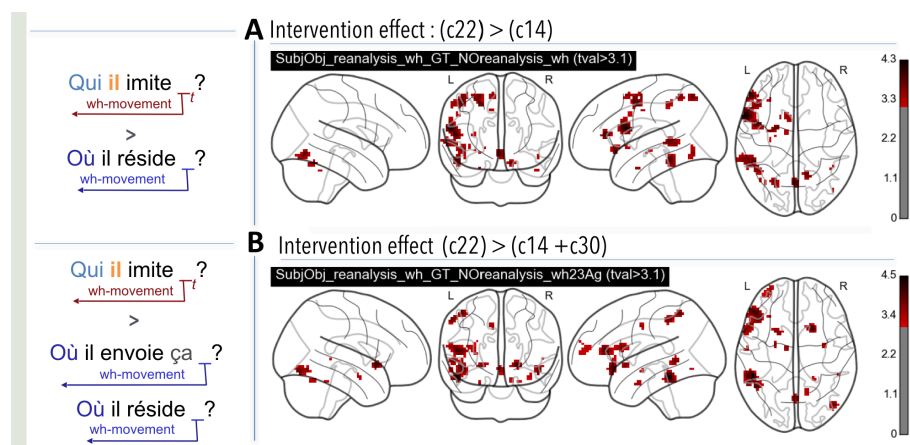 A Intervention effect : (c22) > (c14)
SubjObj_reanalysis_wh_GT_NOreanalysis_wh (tval>3.1)
Qui il imite ?
wh-movement t
>
Où il réside ?
wh-movement
L R L R
4.3
3.3
2.2
1.1
0
B Intervention effect (c22) > (c14 +c30)
SubjObj_reanalysis_wh_GT_NOreanalysis_wh23Ag (tval>3.1)
Qui il imite ?
wh-movement t
>
Où il envoie ça ?
wh-movement
Où il réside ?
wh-movement
L R L R
4.5
3.4
2.2
1.1
0